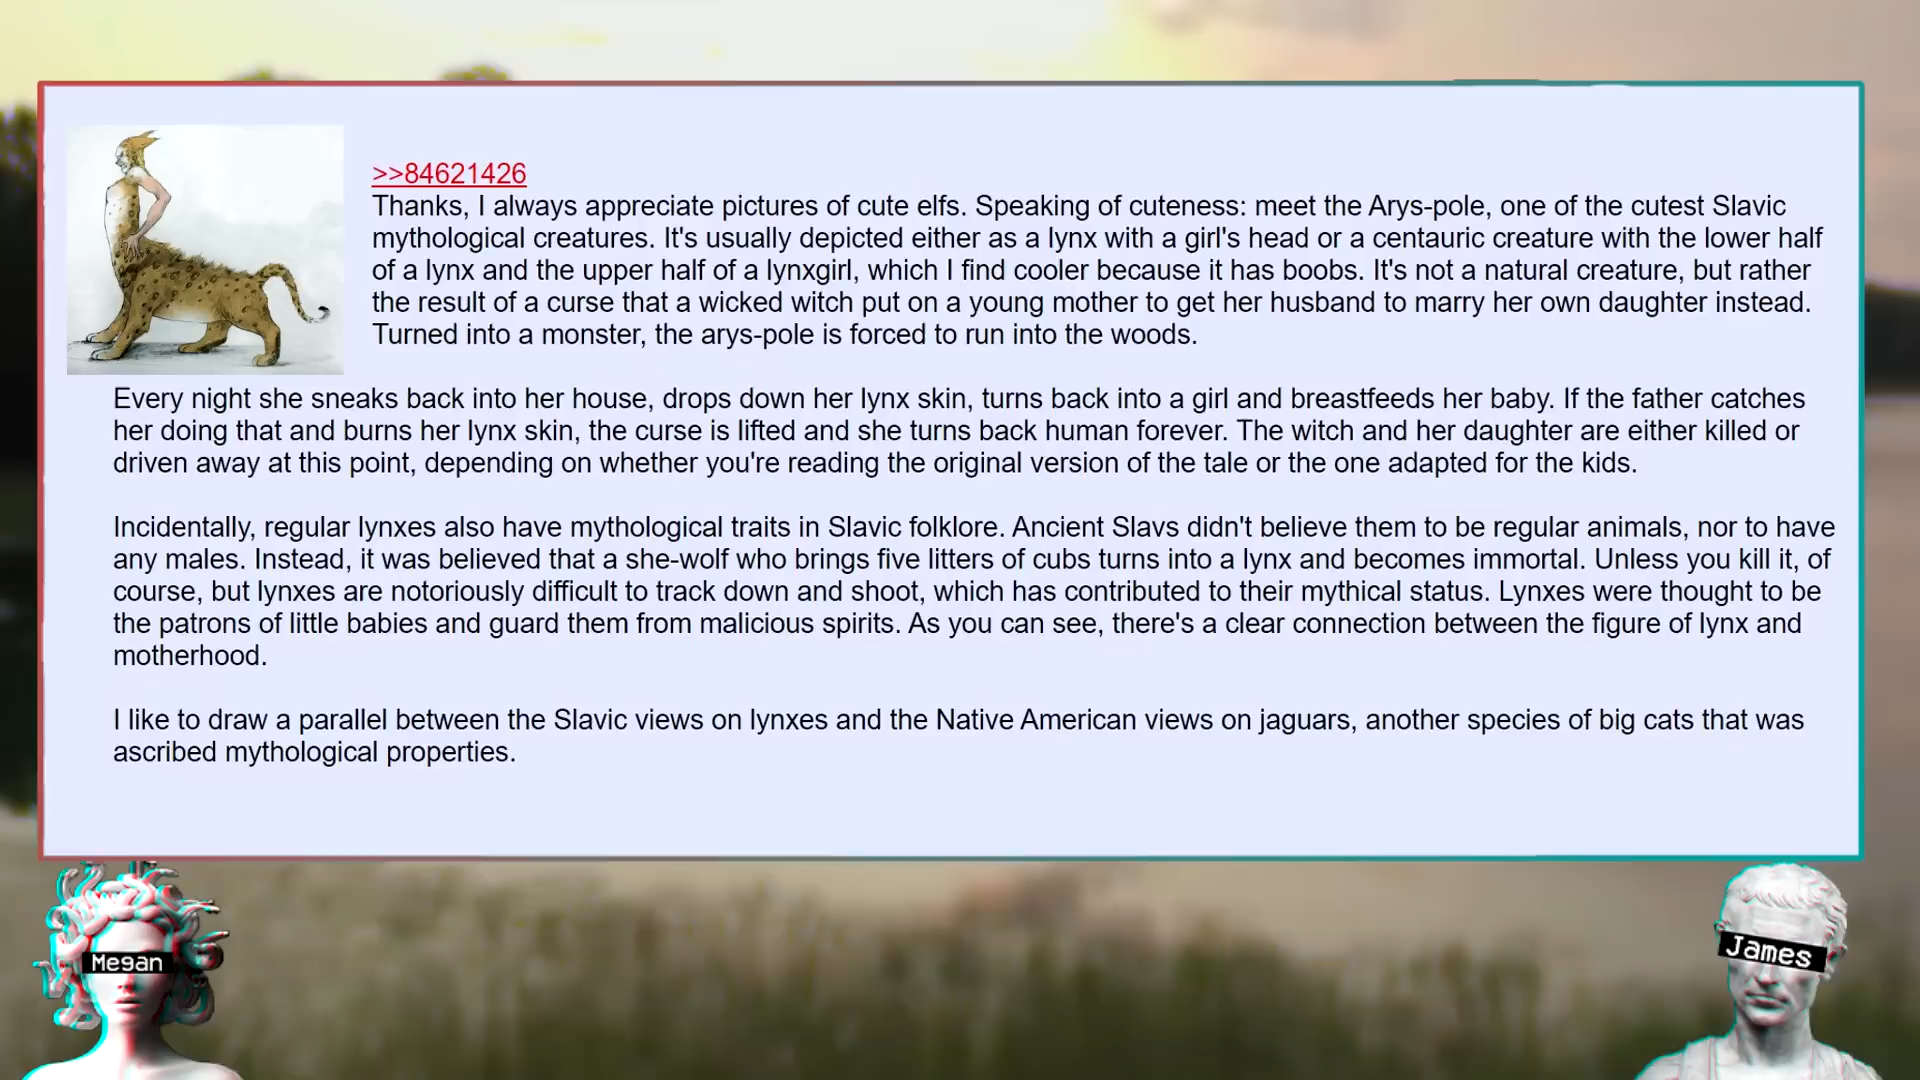 >>84621426
Thanks, I always appreciate pictures of cute elfs. Speaking of cuteness: meet the Arys-pole, one of the cutest Slavic
mythological creatures. It's usually depicted either as a lynx with a girl's head or a centauric creature with the lower half
of a lynx and the upper half of a lynxgirl, which I find cooler because it has boobs. It's not a natural creature, but rather
the result of a curse that a wicked witch put on a young mother to get her husband to marry her own daughter instead.
Turned into a monster, the arys-pole is forced to run into the woods.
Every night she sneaks back into her house, drops down her lynx skin, turns back into a girl and breastfeeds her baby. If the father catches
her doing that and burns her lynx skin, the curse is lifted and she turns back human forever. The witch and her daughter are either killed or
driven away at this point, depending on whether you're reading the original version of the tale or the one adapted for the kids.
Incidentally, regular lynxes also have mythological traits in Slavic folklore. Ancient Slavs didn't believe them to be regular animals, nor to have
any males. Instead, it was believed that a she-wolf who brings five litters of cubs turns into a lynx and becomes immortal. Unless you kill it, of
course, but lynxes are notoriously difficult to track down and shoot, which has contributed to their mythical status. Lynxes were thought to be
the patrons of little babies and guard them from malicious spirits. As you can see, there's a clear connection between the figure of lynx and
motherhood.
I like to draw a parallel between the Slavic views on lynxes and the Native American views on jaguars, another species of big cats that was
ascribed mythological properties.
Megan
James